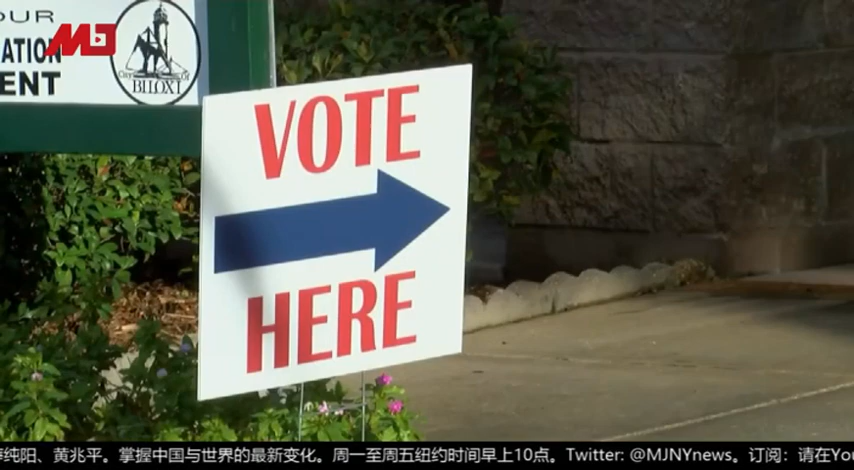 OUR
ATION
ENT
MJ
City Of
BILOXI
VOTE
HERE
纯阳、黄兆平。掌握中国与世界的最新变化。周一至周五纽约时间早上10点。Twitter: @MJNYnews。订阅：请在You